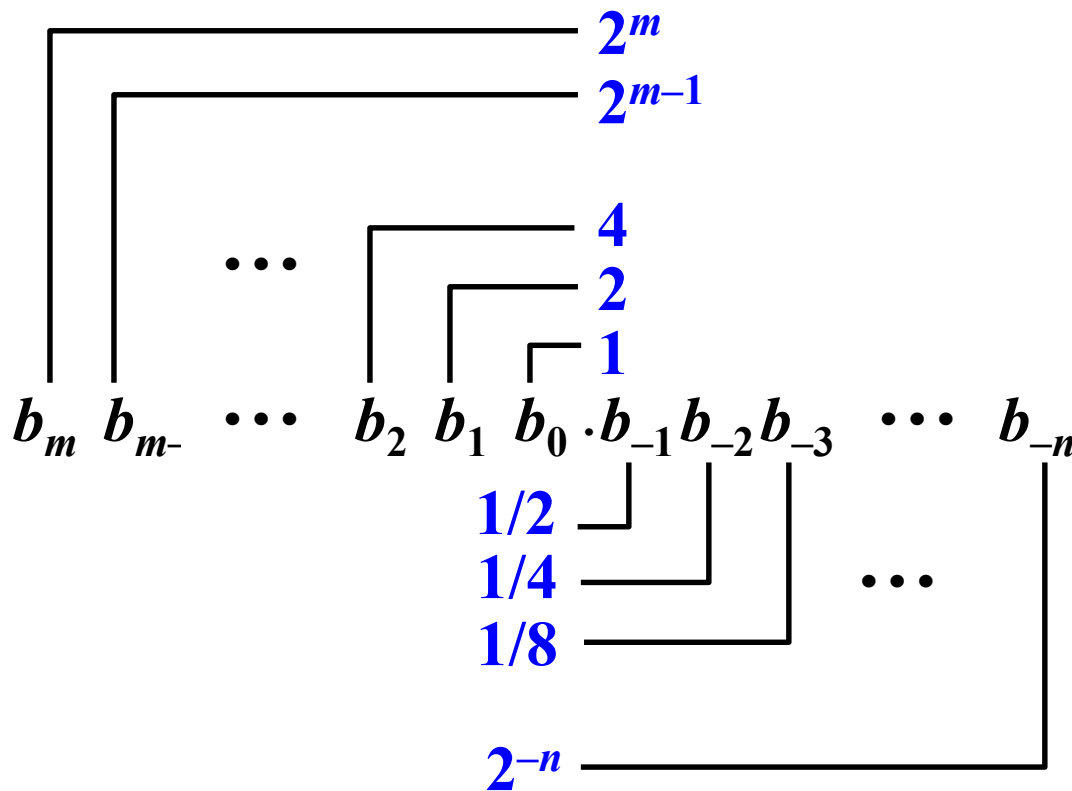 2^m
2^{m–1}
4
•••
2
1
b_m b_{m-} ••• b_2 b_1 b_0 . b_{–1} b_{–2} b_{–3} ••• b_{–n}
1/2
1/4
•••
1/8
2^{–n}